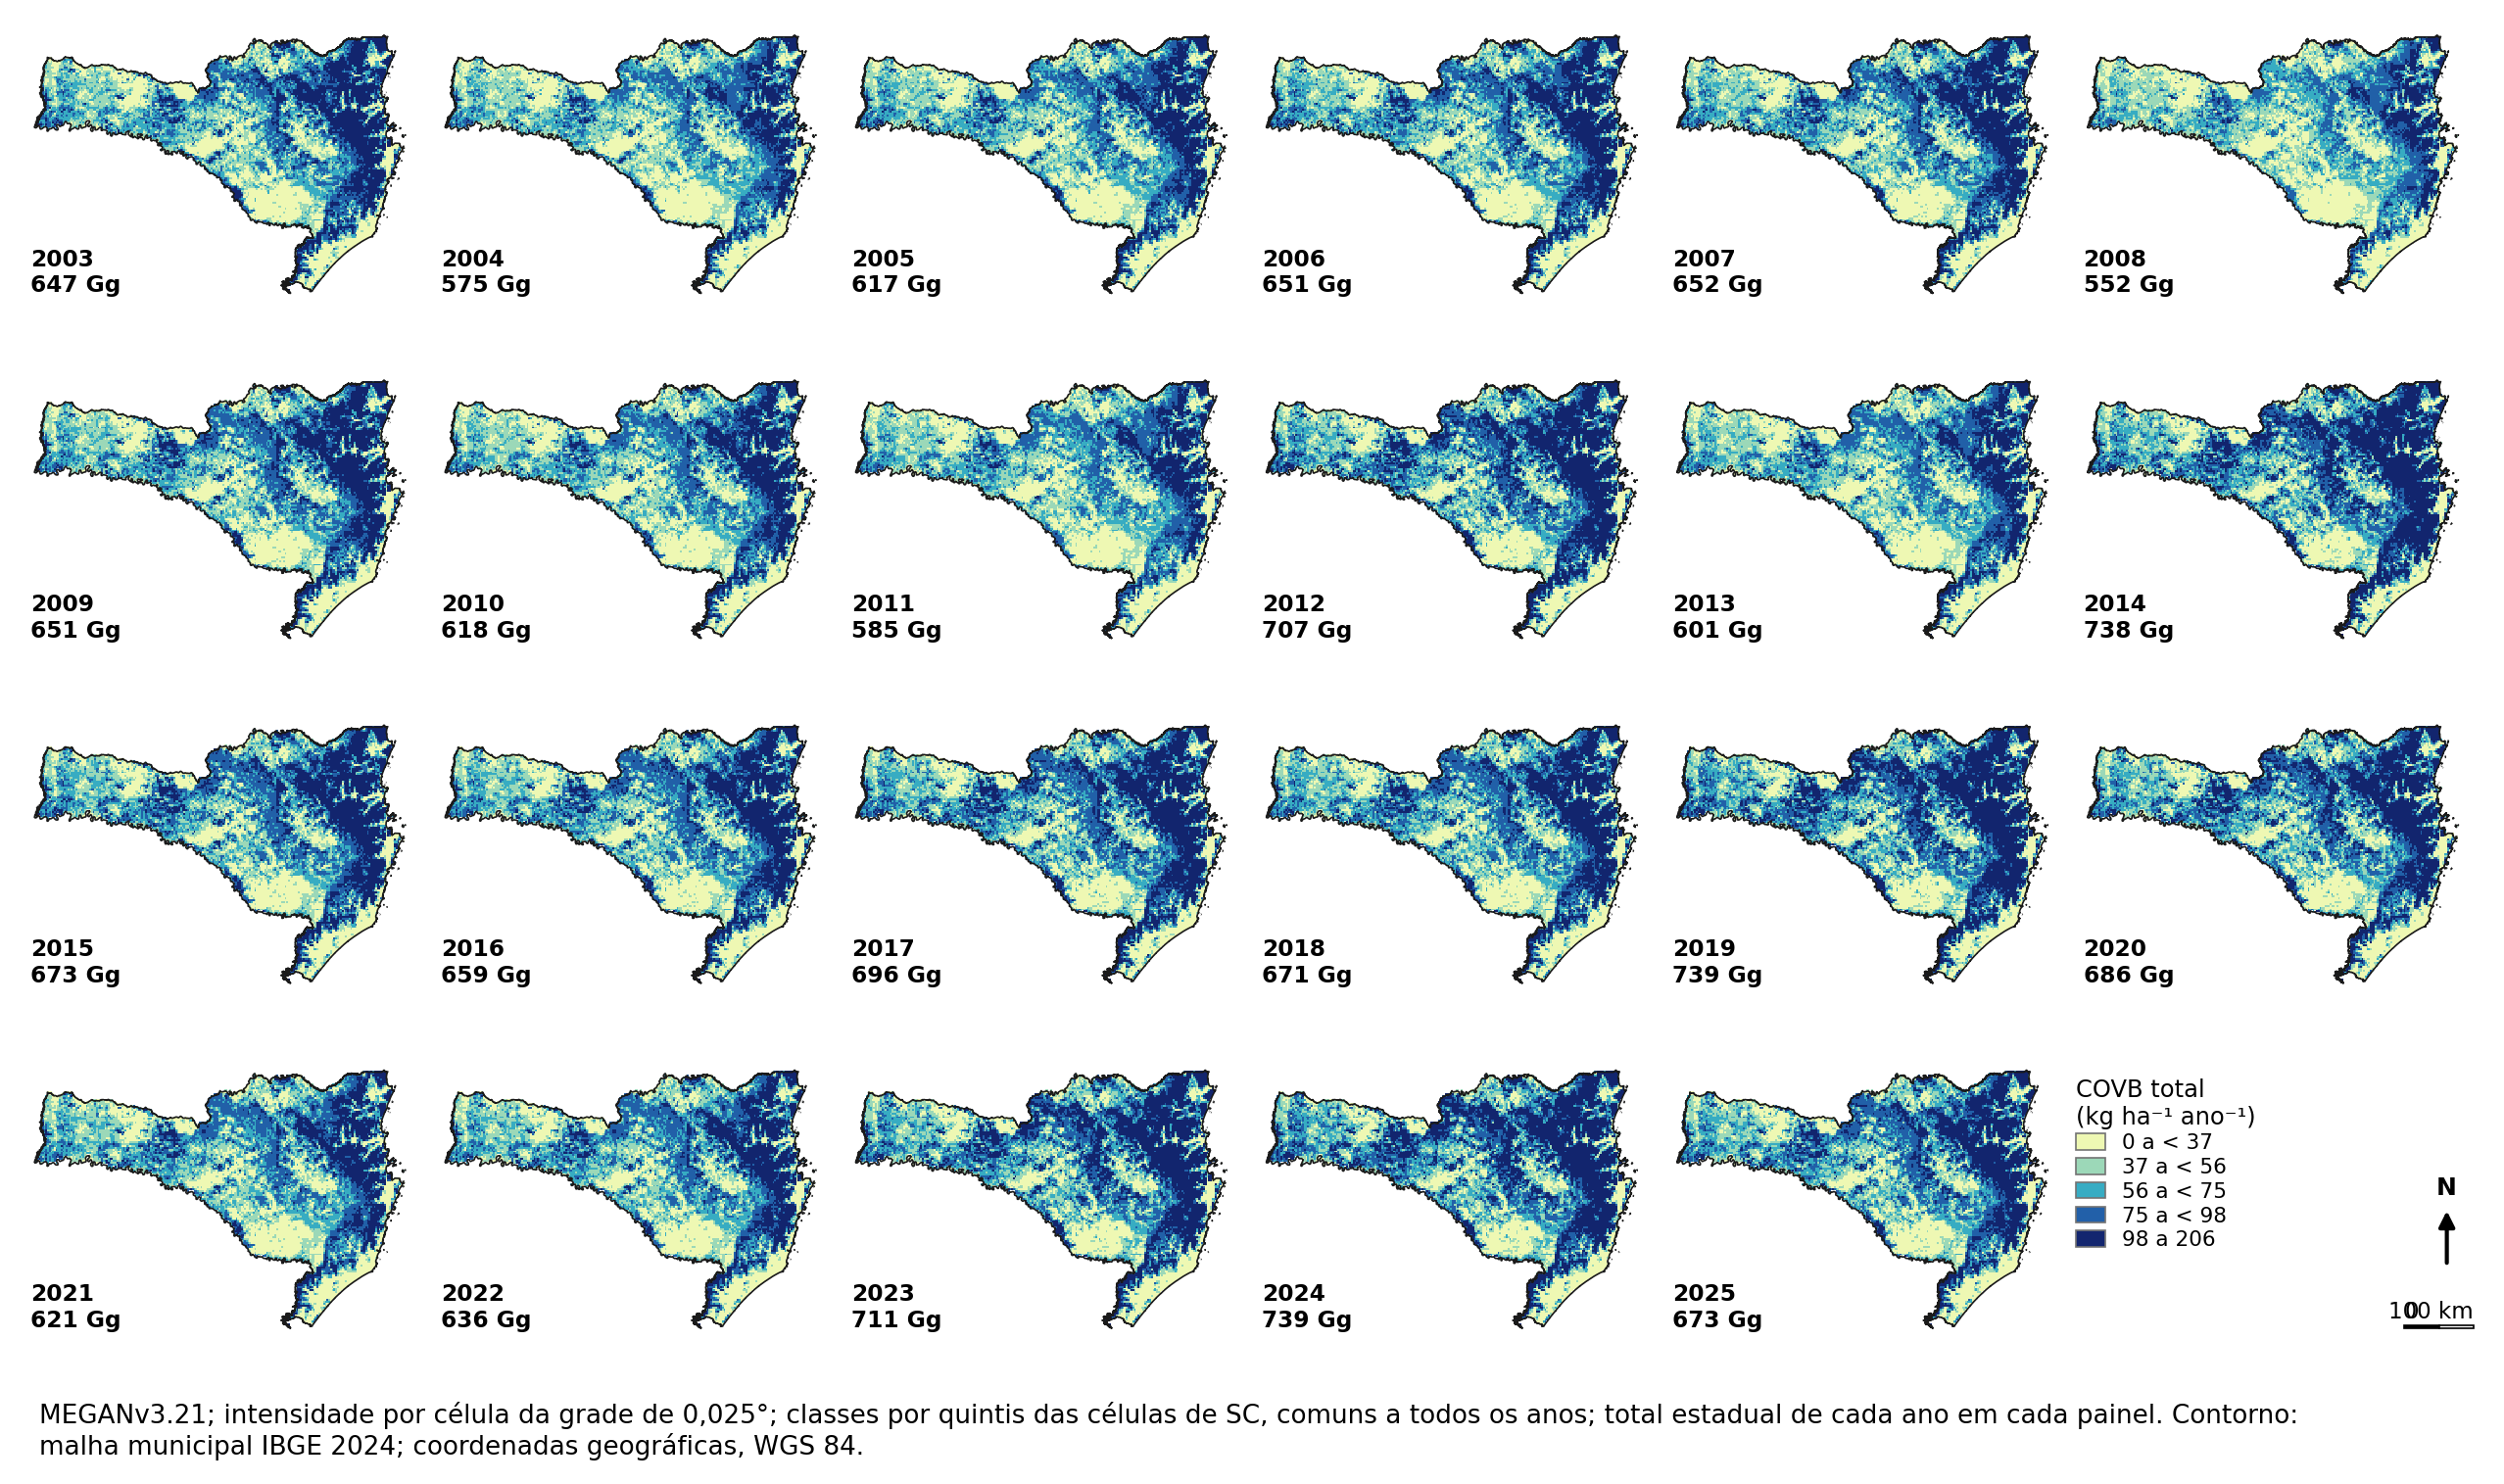 2003
647 Gg
2004
575 Gg
2005
617 Gg
2006
651 Gg
2007
652 Gg
2008
552 Gg
2009
651 Gg
2010
618 Gg
2011
585 Gg
2012
707 Gg
2013
601 Gg
2014
738 Gg
2015
673 Gg
2016
659 Gg
2017
696 Gg
2018
671 Gg
2019
739 Gg
2020
686 Gg
2021
621 Gg
2022
636 Gg
2023
711 Gg
2024
739 Gg
2025
673 Gg
COVB total
(kg ha⁻¹ ano⁻¹)
0 a < 37
37 a < 56
56 a < 75
75 a < 98
98 a 206
N
0
100 km
MEGANv3.21; intensidade por célula da grade de 0,025°; classes por quintis das células de SC, comuns a todos os anos; total estadual de cada ano em cada painel. Contorno:
malha municipal IBGE 2024; coordenadas geográficas, WGS 84.